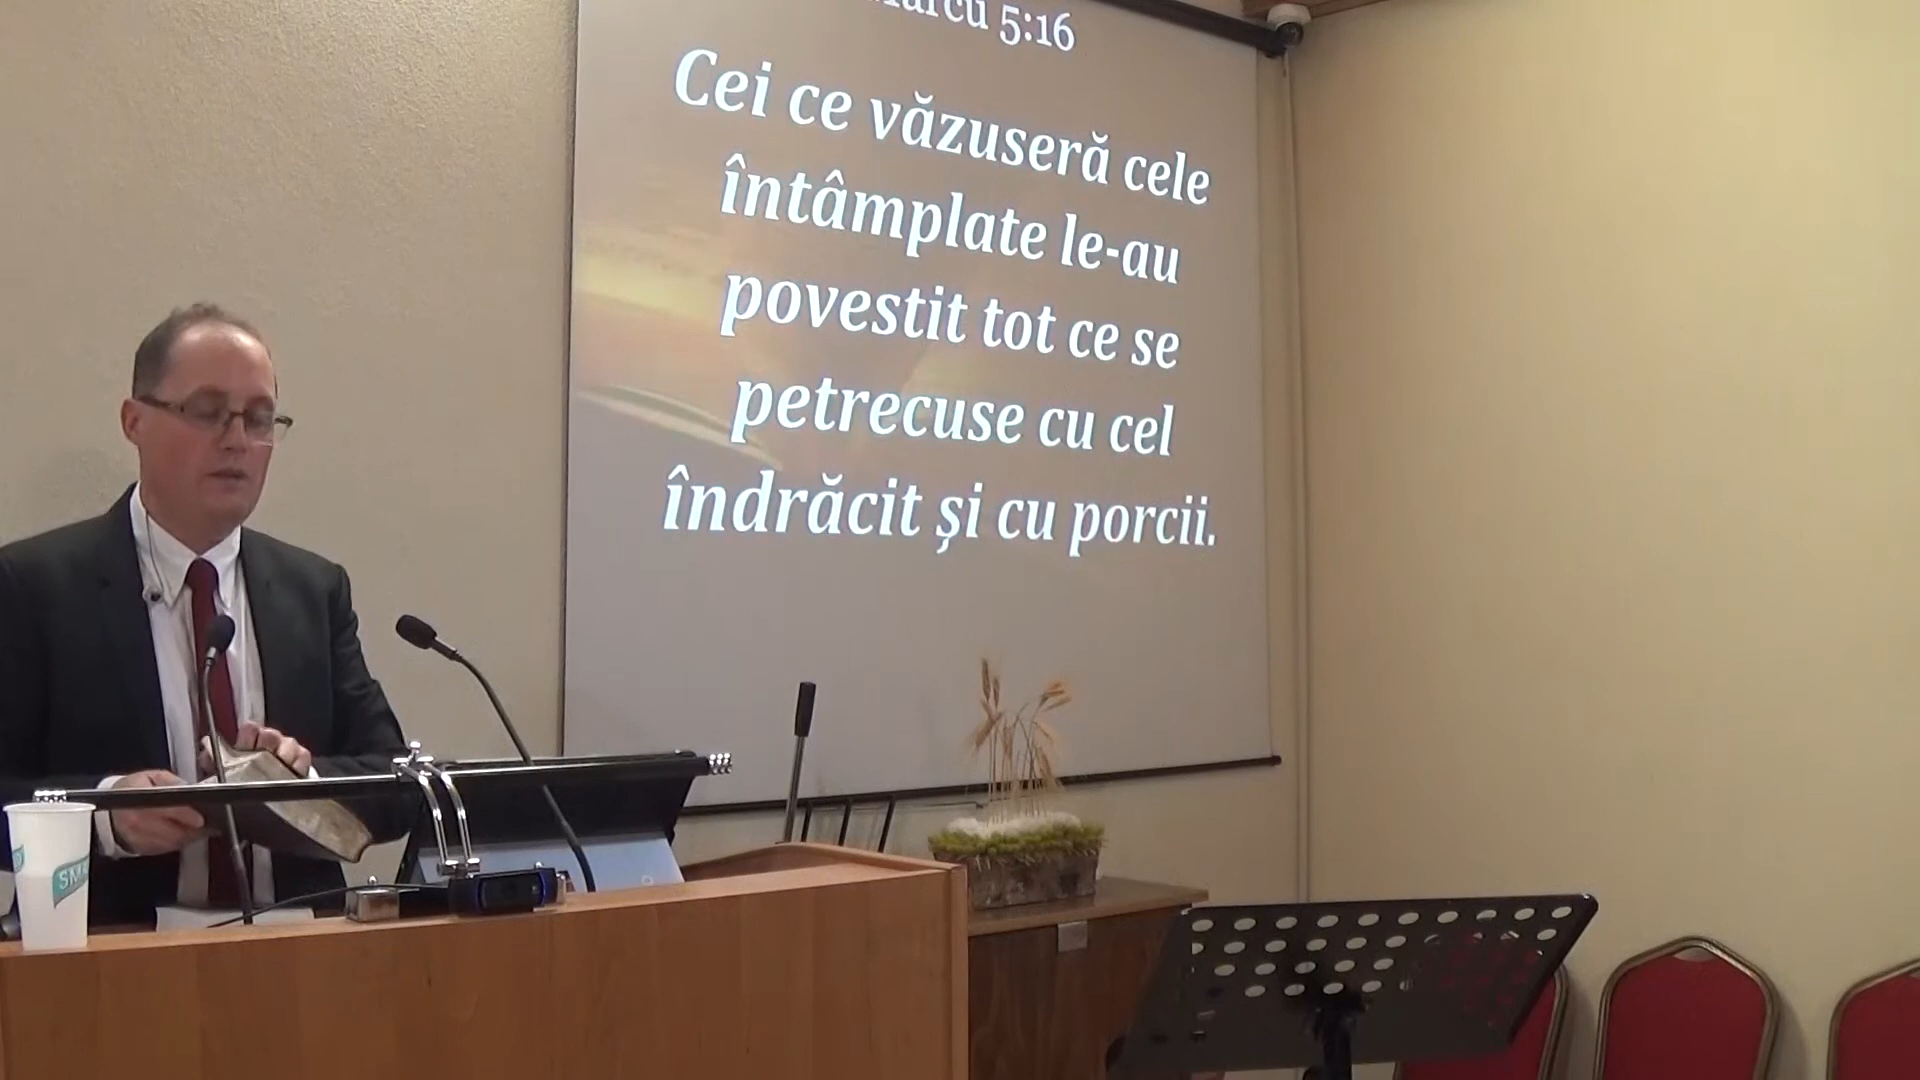 5:16
Cei ce văzuseră cele
întâmplate le-au
povestit tot ce se
petrecuse cu cel
îndrăcit și cu porcii.